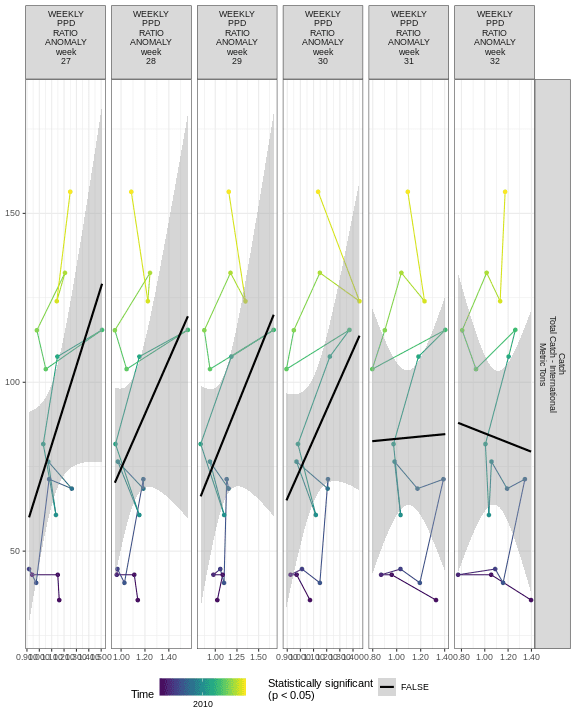 WEEKLY WEEKLY WEEKLY WEEKLY WEEKLY WEEKLY
PPD PPD PPD PPD PPD PPD
RATIO RATIO RATIO RATIO RATIO RATIO
ANOMALY ANOMALY ANOMALY ANOMALY ANOMALY ANOMALY
week week week week week week
27 28 29 30 31 32
150
100
50
Catch
Total Catch - International
Metric Tons
1.00 1.20 1.40 1.00 1.25 1.50 0.80 1.00 1.20 1.40 0.80 1.00 1.20 1.40
Time
2010
Statistically significant
(p < 0.05)
FALSE